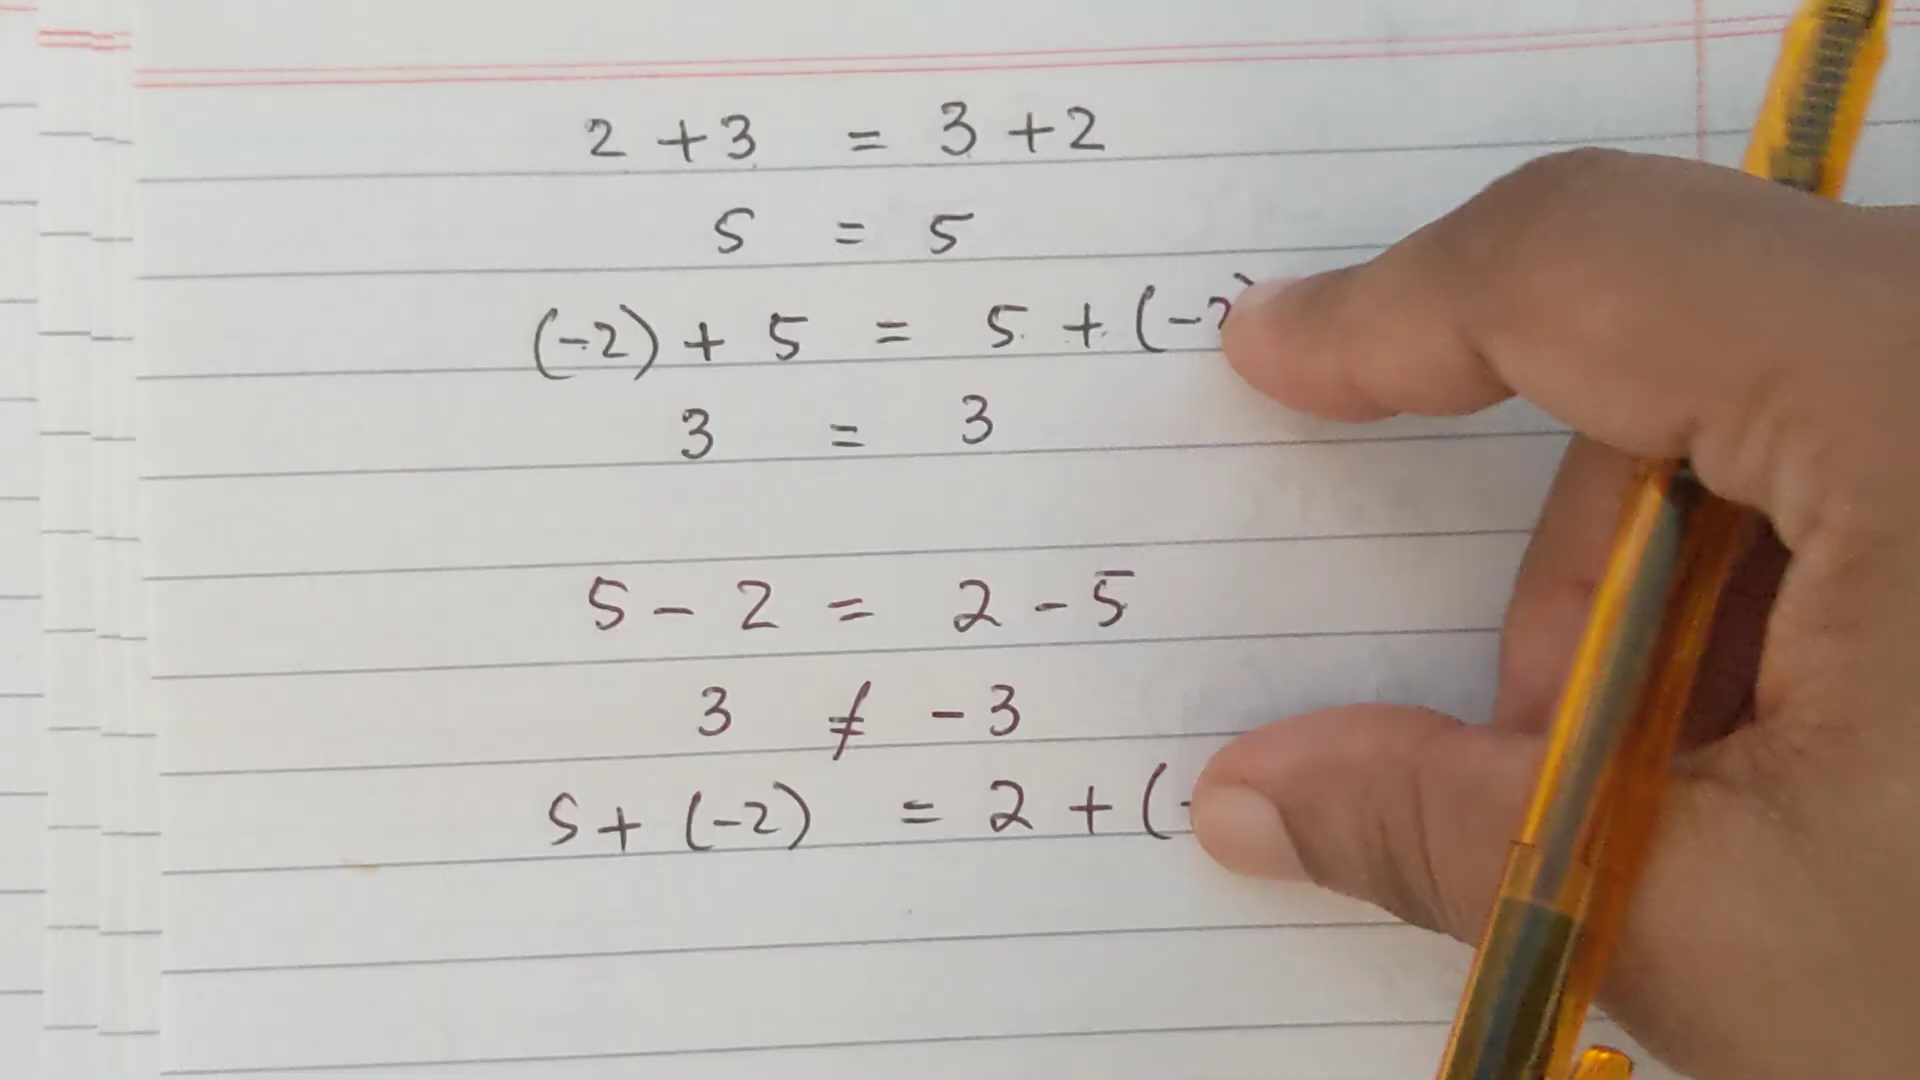 2 + 3 = 3 + 2
5 = 5
(-2) + 5 = 5 + (-2)
3 = 3
5 - 2 = 2 - 5
3 ≠ -3
5 + (-2) = 2 + (-